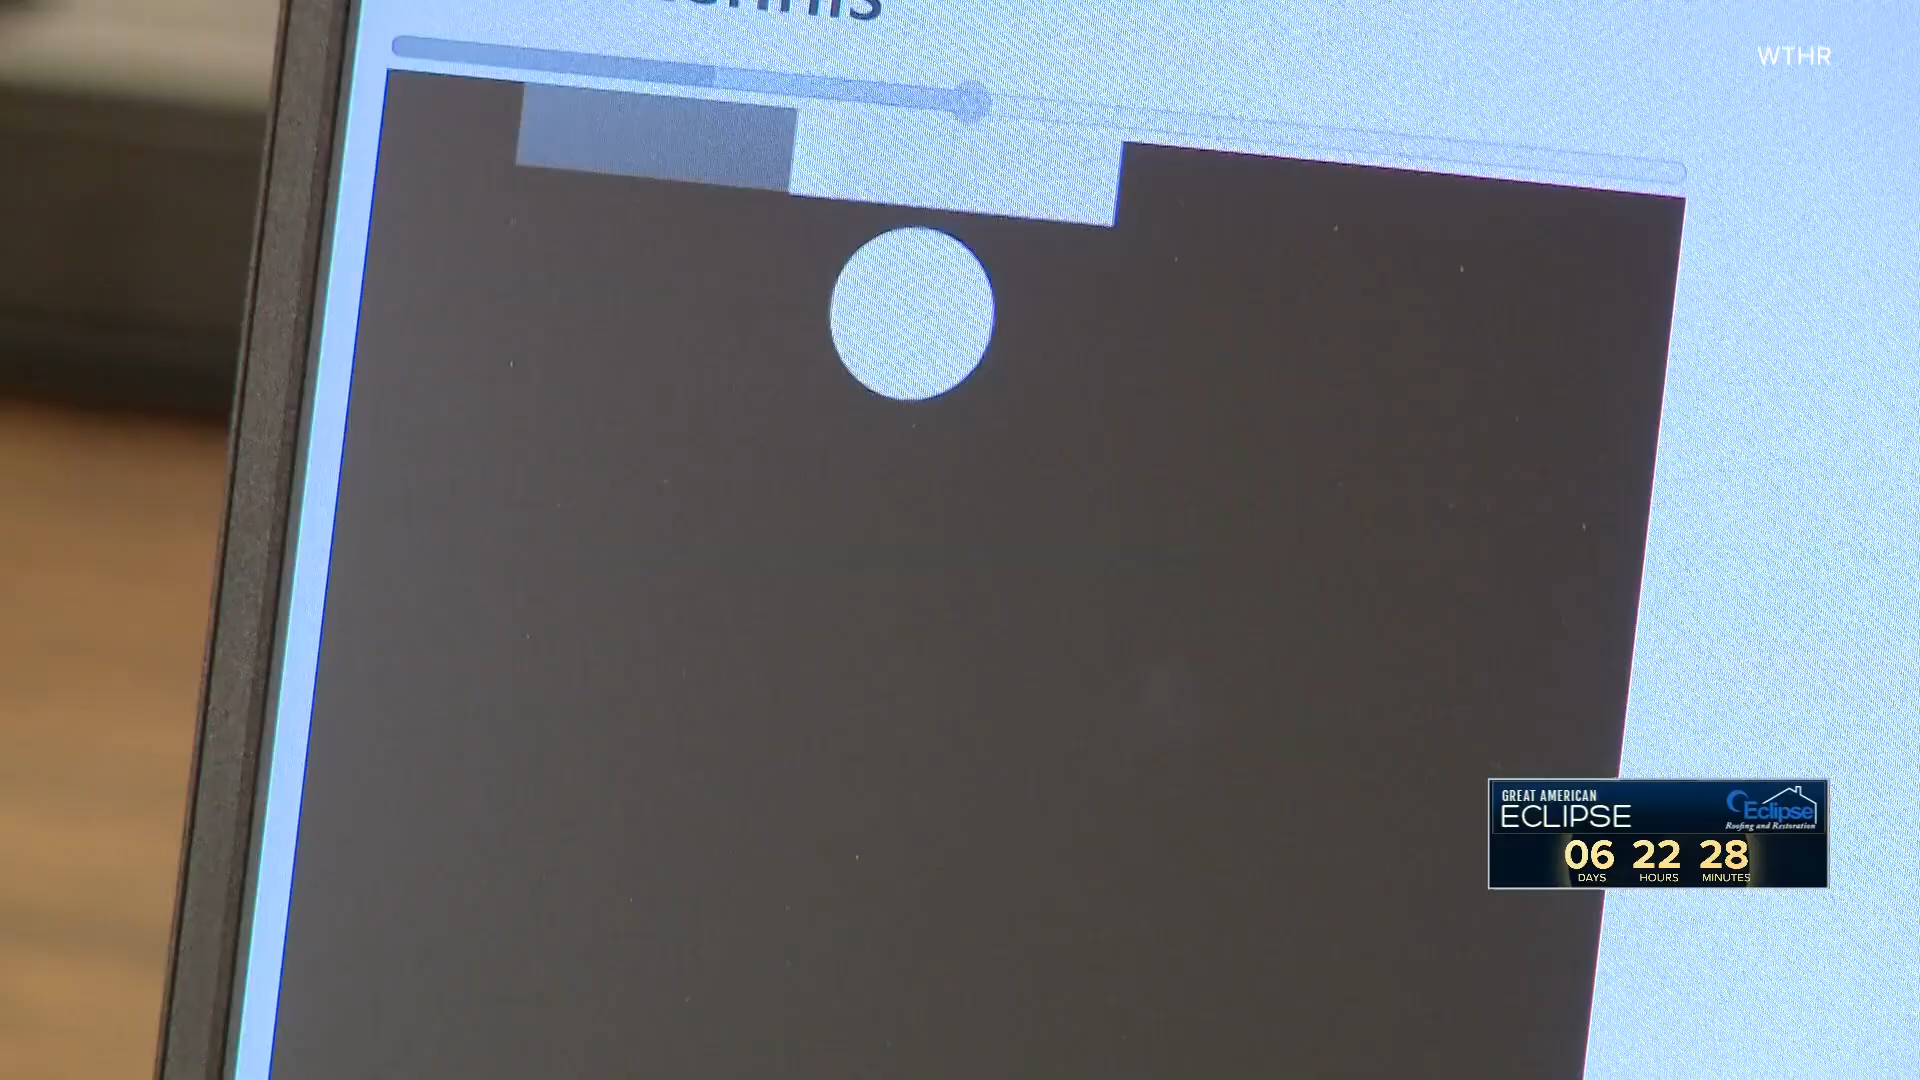 WTHR
GREAT AMERICAN
ECLIPSE
Eclipse
Roofing and Restoration
06 22 28
DAYS HOURS MINUTES